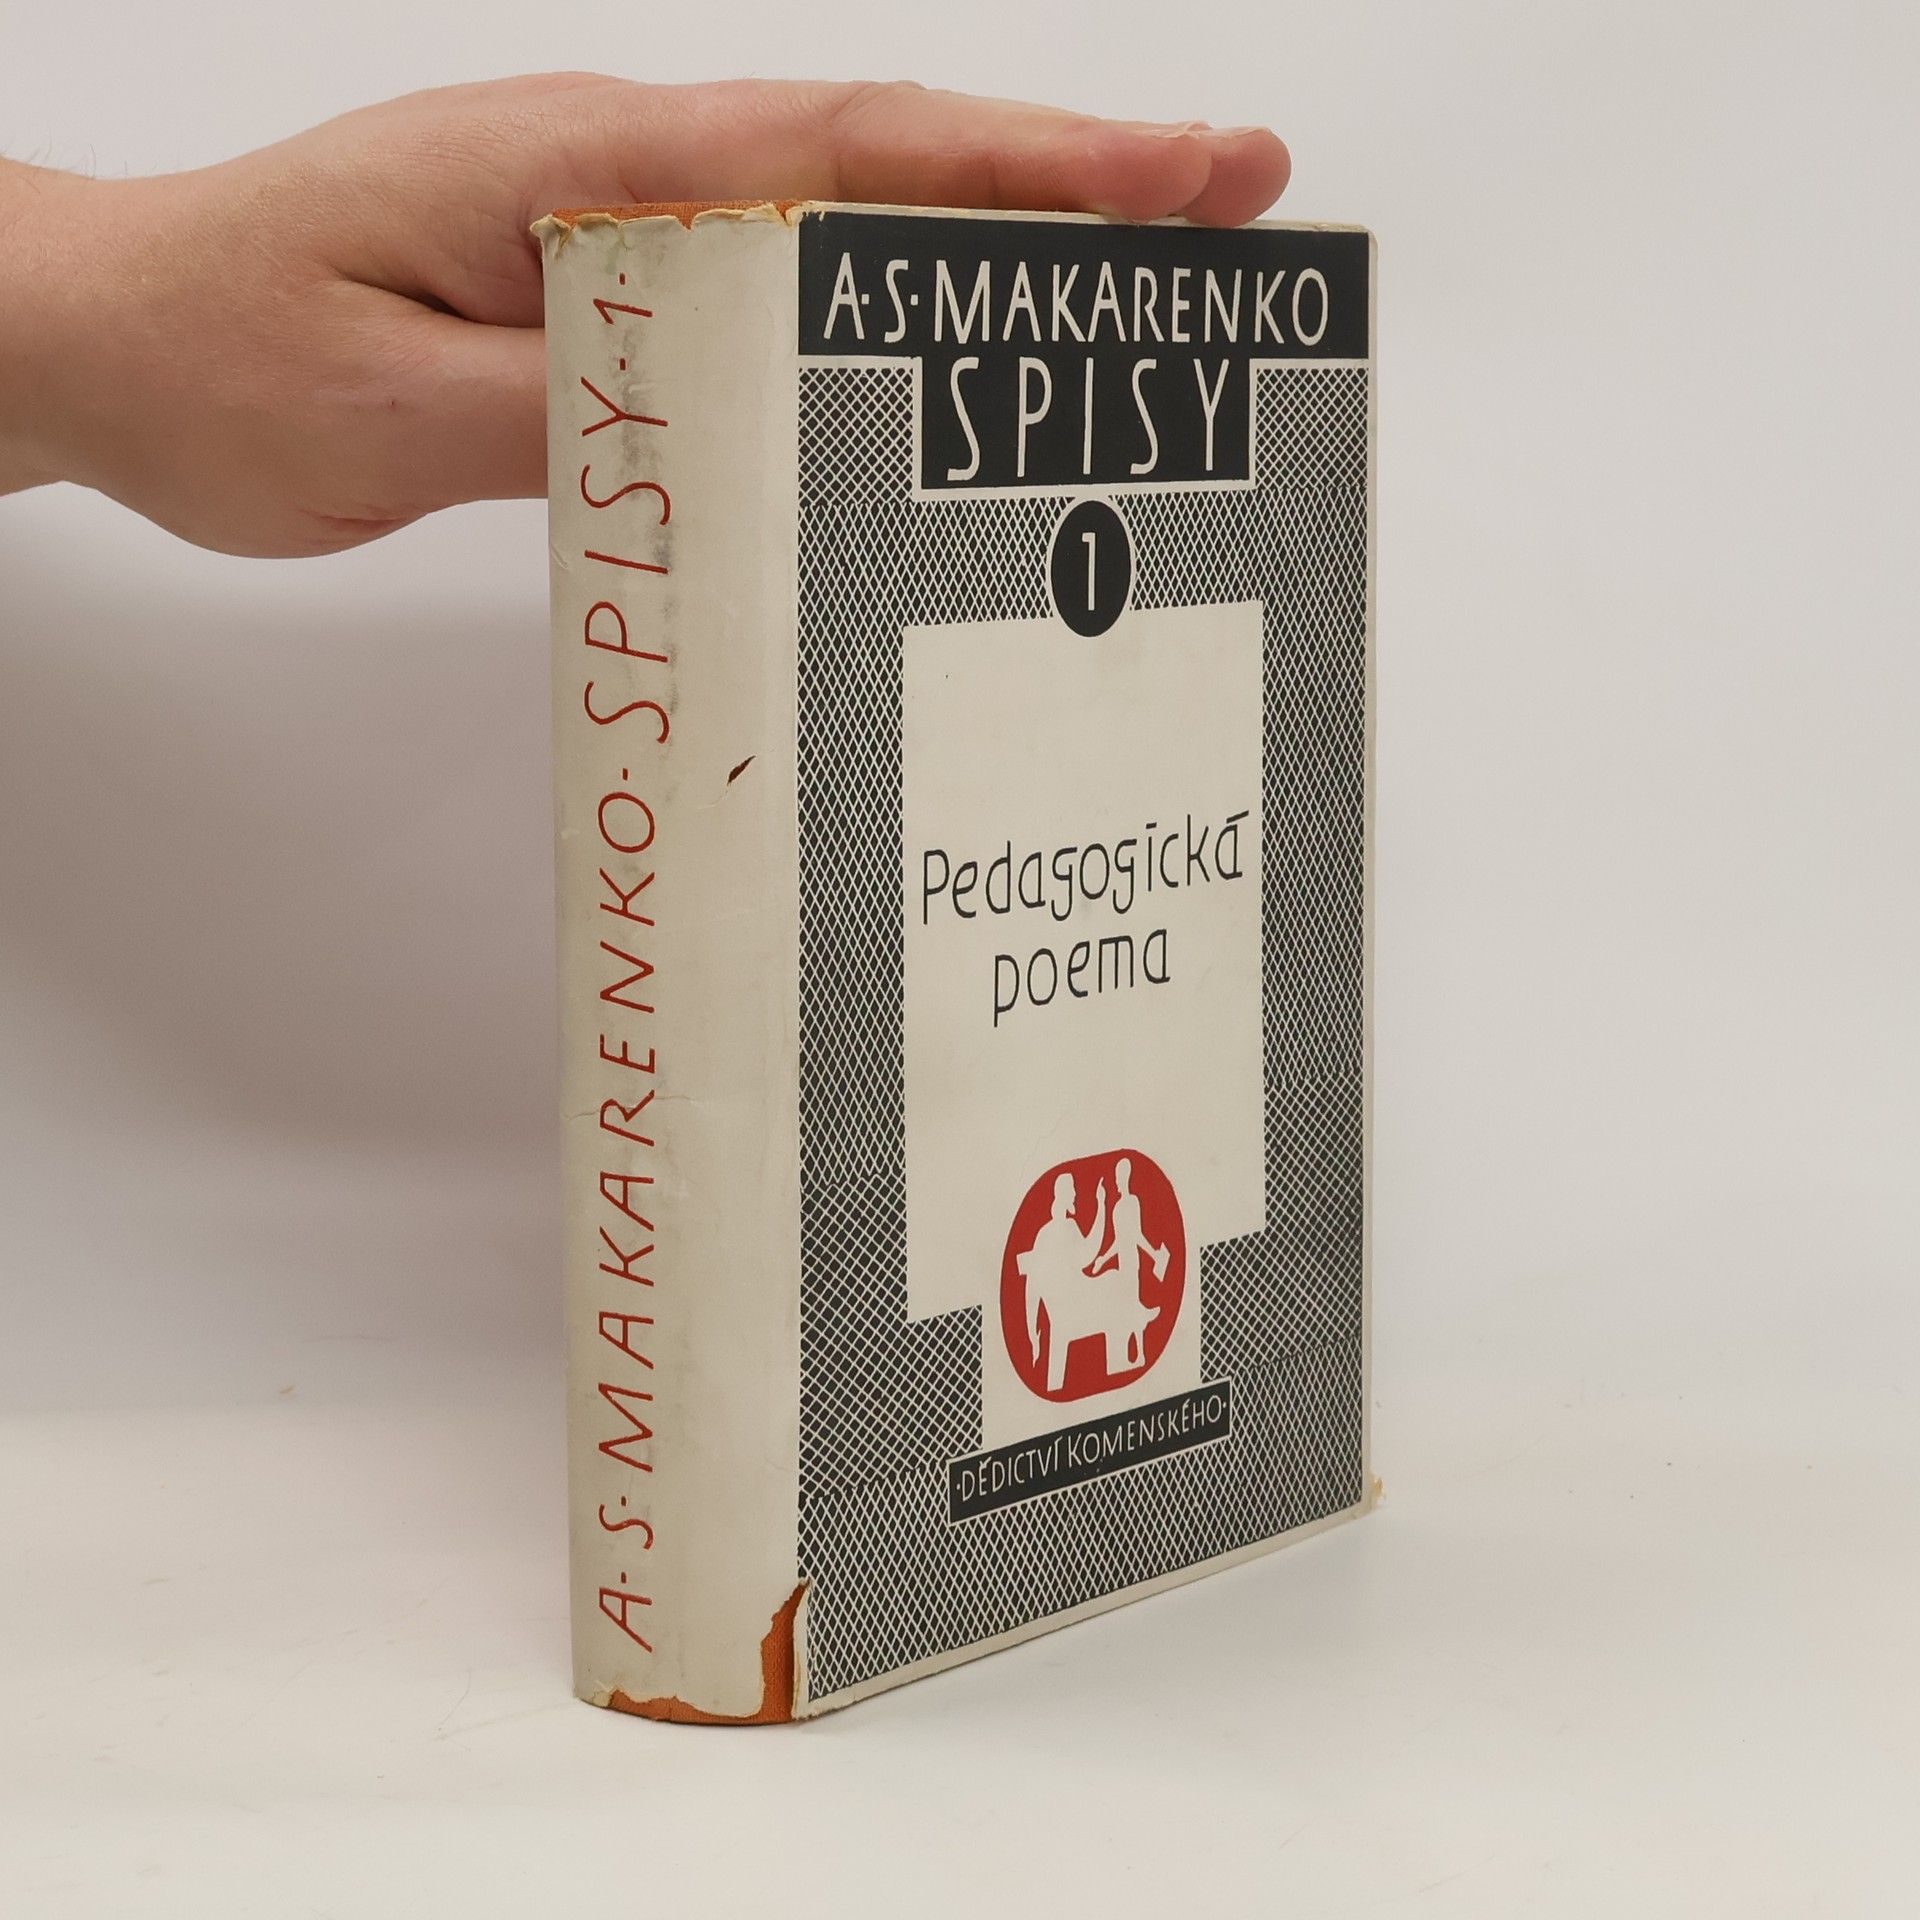 A·S·MAKARENKO·SPISY·1·
A·S·MAKARENKO
SPISY
1
Pedagogická
poema
·DĚDICTVÍ KOMENSKÉHO·